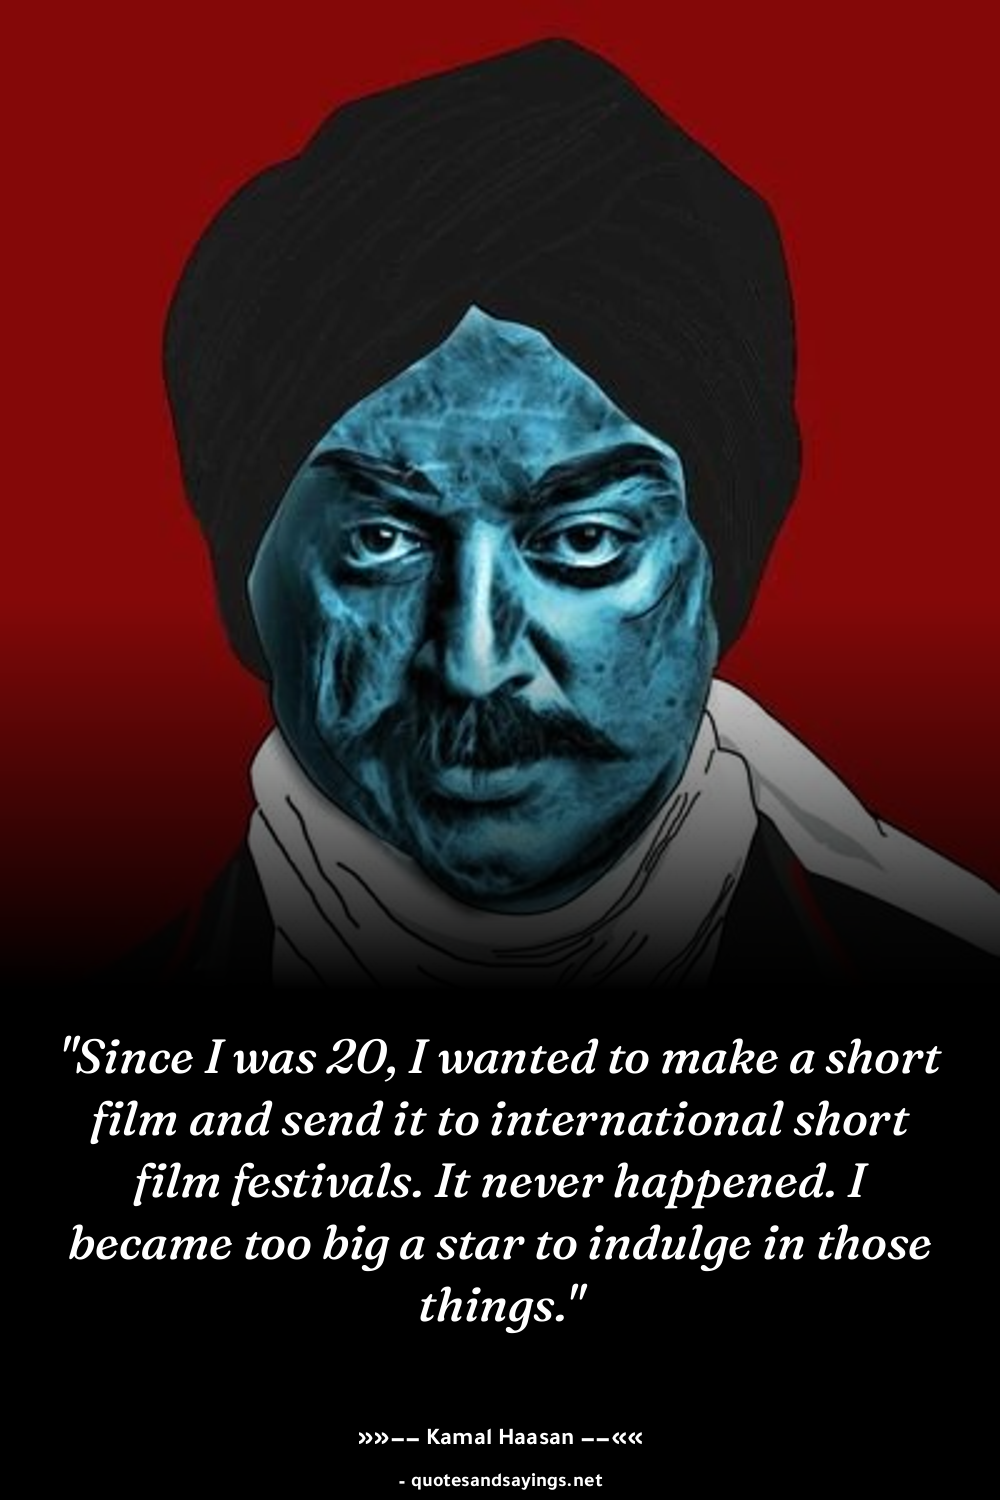 "Since I was 20, I wanted to make a short
film and send it to international short
film festivals. It never happened. I
became too big a star to indulge in those
things."
»»–– Kamal Haasan ––««
- quotesandsayings.net